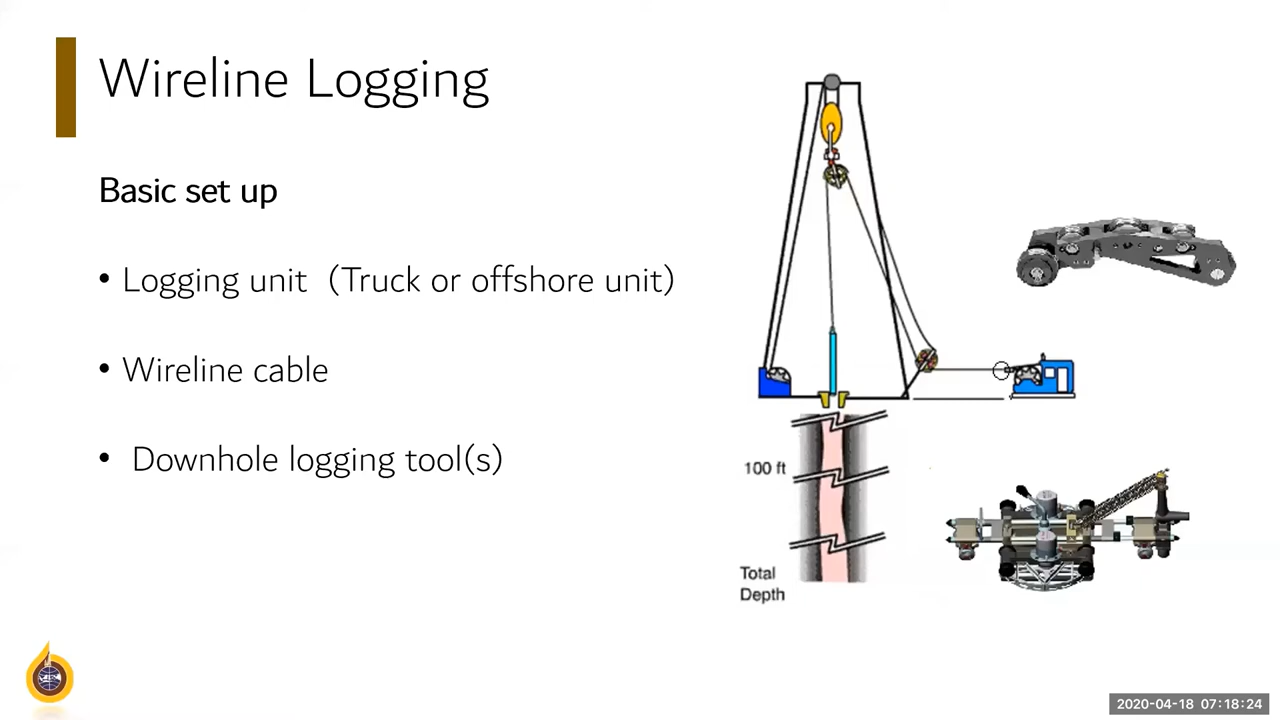 Wireline Logging
Basic set up
• Logging unit (Truck or offshore unit)
• Wireline cable
• Downhole logging tool(s)
100 ft
Total
Depth
2020-04-18 07:18:24